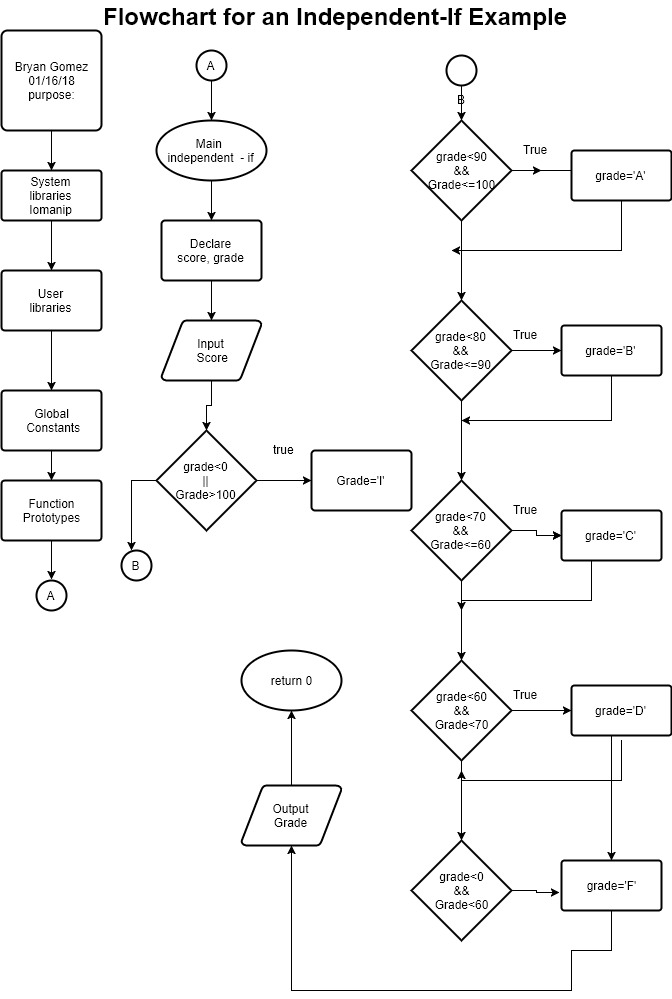 Flowchart for an Independent-If Example
Bryan Gomez
01/16/18
purpose:
System
libraries
Iomanip
User
libraries
Global
Constants
Function
Prototypes
A
A
Main
independent - if
Declare
score, grade
Input
Score
grade<0
||
Grade>100
true
Grade='I'
B
return 0
Output
Grade
B
grade<90
&&
Grade<=100
True
grade='A'
grade<80
&&
Grade<=90
True
grade='B'
grade<70
&&
Grade<=60
True
grade='C'
grade<60
&&
Grade<70
True
grade='D'
grade<0
&&
Grade<60
grade='F'